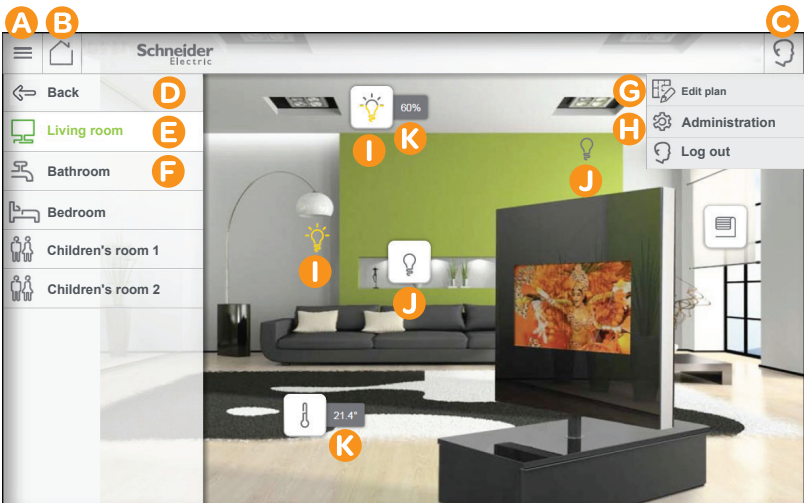 A
B
C
Schneider
Electric
Back
D
Living room
E
Bathroom
F
Bedroom
Children's room 1
Children's room 2
60%
I
K
J
I
J
21.4°
K
G
Edit plan
H
Administration
Log out